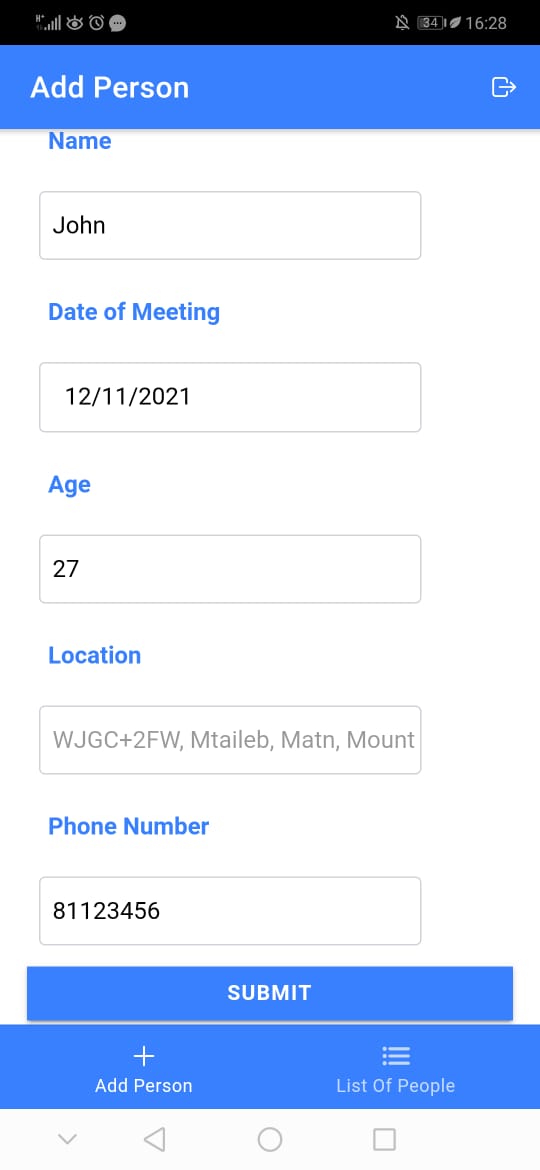 34 16:28
Add Person
Name
John
Date of Meeting
12/11/2021
Age
27
Location
WJGC+2FW, Mtaileb, Matn, Mount
Phone Number
81123456
SUBMIT
Add Person
List Of People